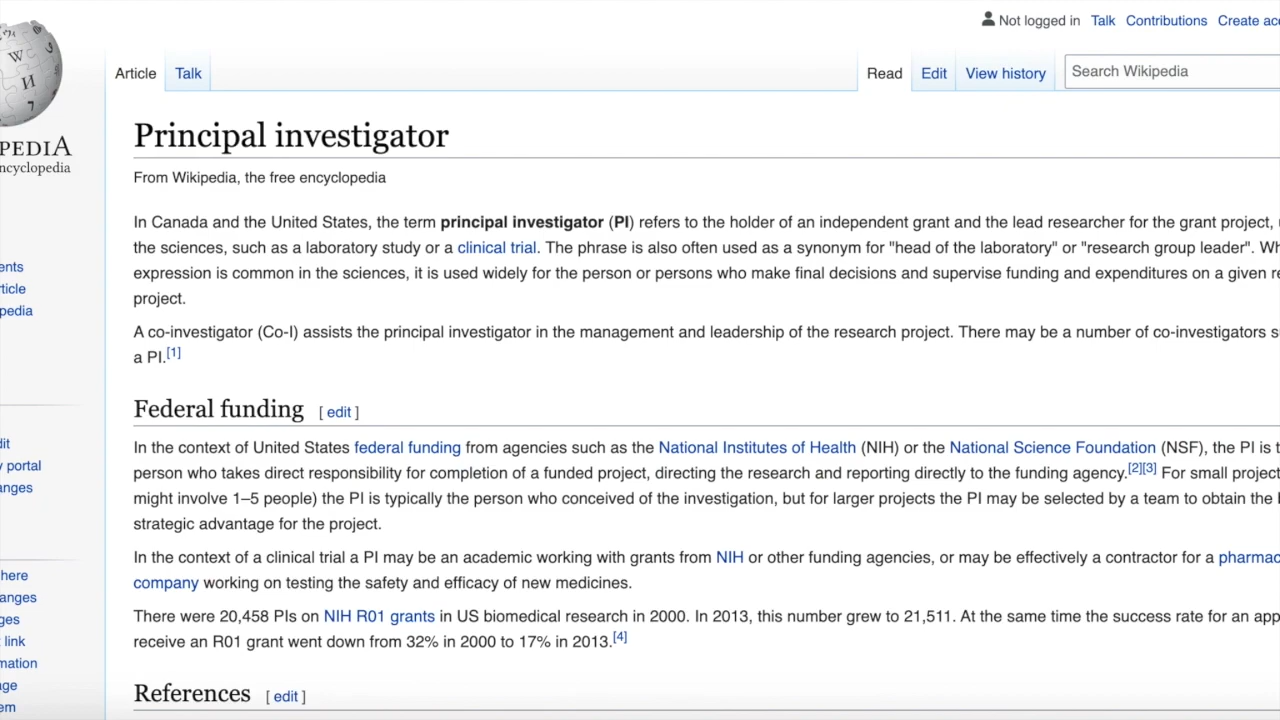 Not logged in Talk Contributions Create
Article Talk Read Edit View history Search Wikipedia
Principal investigator
From Wikipedia, the free encyclopedia
In Canada and the United States, the term principal investigator (PI) refers to the holder of an independent grant and the lead researcher for the grant project,
the sciences, such as a laboratory study or a clinical trial. The phrase is also often used as a synonym for "head of the laboratory" or "research group leader".
expression is common in the sciences, it is used widely for the person or persons who make final decisions and supervise funding and expenditures on a given
project.
A co-investigator (Co-I) assists the principal investigator in the management and leadership of the research project. There may be a number of co-investigators
a PI.[1]
Federal funding [ edit ]
In the context of United States federal funding from agencies such as the National Institutes of Health (NIH) or the National Science Foundation (NSF), the PI is
person who takes direct responsibility for completion of a funded project, directing the research and reporting directly to the funding agency.[2][3] For small
might involve 1–5 people) the PI is typically the person who conceived of the investigation, but for larger projects the PI may be selected by a team to obtain the
strategic advantage for the project.
In the context of a clinical trial a PI may be an academic working with grants from NIH or other funding agencies, or may be effectively a contractor for a
company working on testing the safety and efficacy of new medicines.
There were 20,458 PIs on NIH R01 grants in US biomedical research in 2000. In 2013, this number grew to 21,511. At the same time the success rate for an
receive an R01 grant went down from 32% in 2000 to 17% in 2013.[4]
References [ edit ]
PEDIA
ncyclopedia
ents
rticle
pedia
dit
portal
anges
here
anges
ges
link
mation
age
em